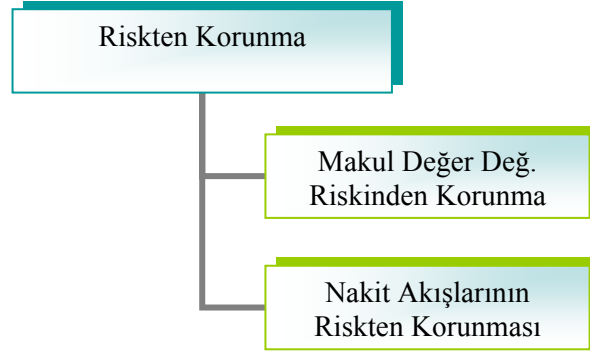 Riskten Korunma
Makul Değer Değ.
Riskinden Korunma
Nakit Akışlarının
Riskten Korunması